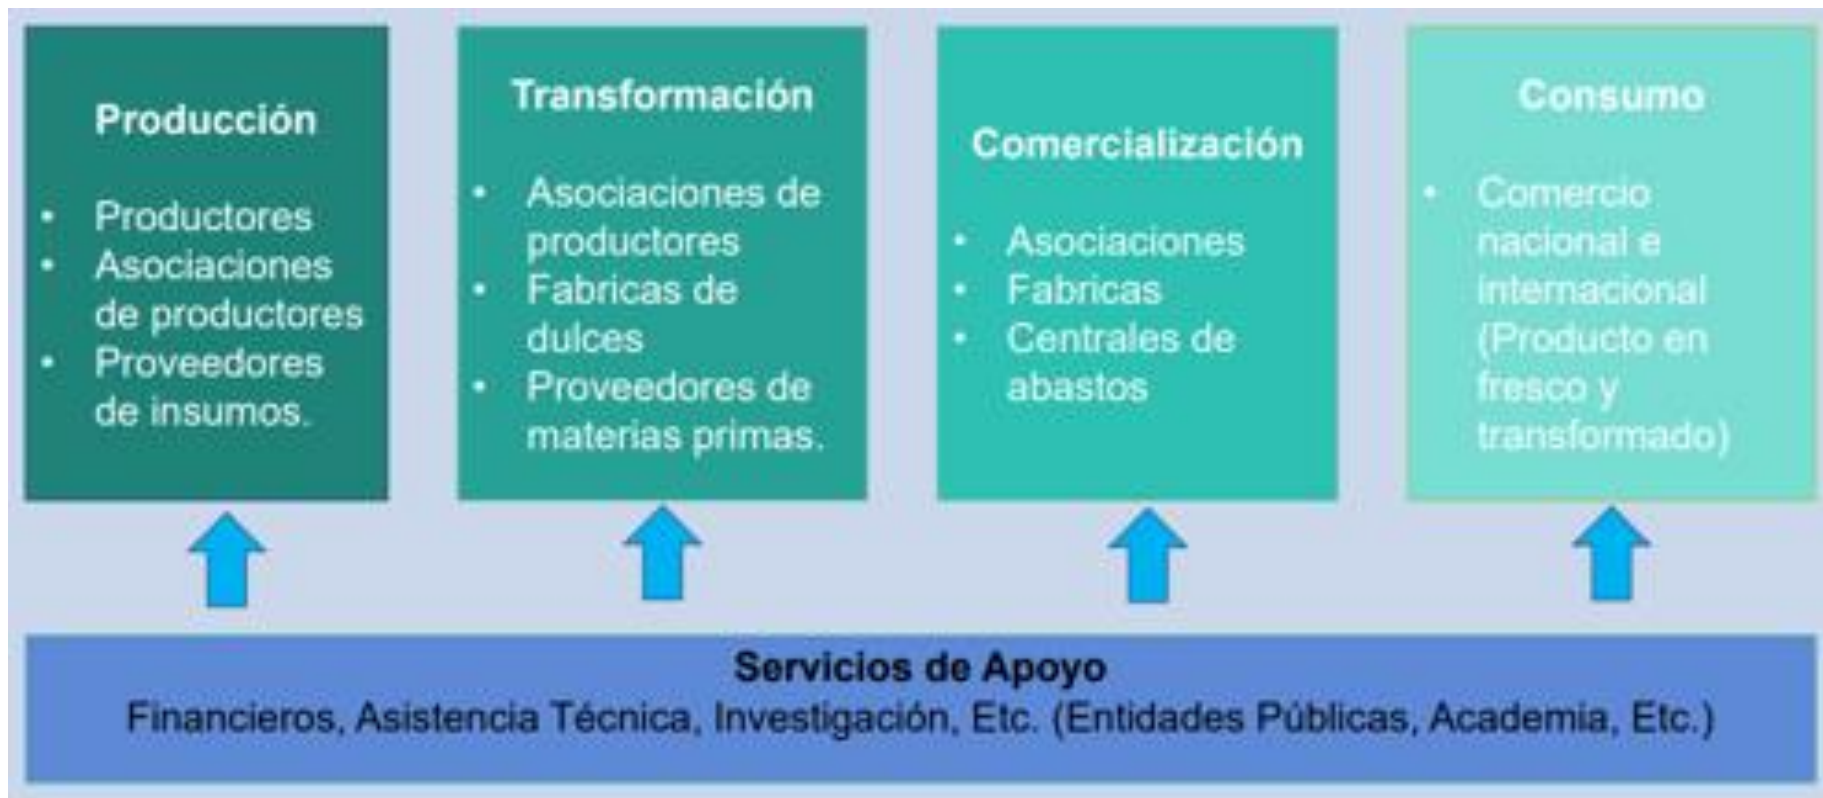 Producción
• Productores
• Asociaciones
de productores
• Proveedores
de insumos.
Transformación
• Asociaciones de
productores
• Fabricas de
dulces
• Proveedores de
materias primas.
Comercialización
• Asociaciones
• Fabricas
• Centrales de
abastos
Consumo
• Comercio
nacional e
internacional
(Producto en
fresco y
transformado)
Servicios de Apoyo
Financieros, Asistencia Técnica, Investigación, Etc. (Entidades Públicas, Academia, Etc.)